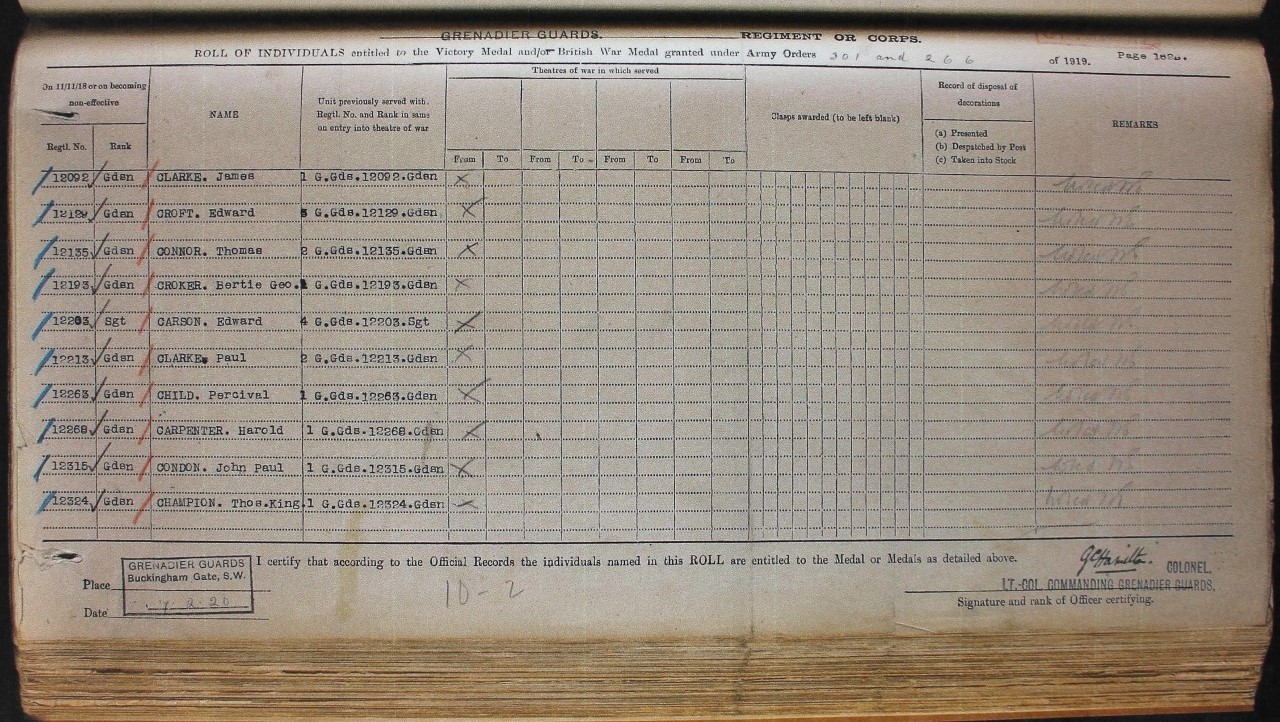 GRENADIER GUARDS. REGIMENT OR CORPS.
ROLL OF INDIVIDUALS entitled to the Victory Medal and/or British War Medal granted under Army Orders 301 and 266 of 1919. Page
On 11/11/18 or on becoming non-effective
Regtl. No. Rank
NAME
Unit previously served with. Regtl. No. and Rank in same on entry into theatre of war
Theatres of war in which served
From To From To From To From To
Clasps awarded (to be left blank)
Record of disposal of decorations
(a) Presented
(b) Despatched by Post
(c) Taken into Stock
REMARKS
12092 Gdsn CLARKE. James 1 G.Gds.12092.Gdsn X
12129 Gdsn CROFT. Edward 3 G.Gds.12129.Gdsn X
12135 Gdsn CONNOR. Thomas 2 G.Gds.12135.Gdsn X
12193 Gdsn CROKER. Bertie Geo. 1 G.Gds.12193.Gdsn X
12203 Sgt CARSON. Edward 4 G.Gds.12203.Sgt X
12213 Gdsn CLARKE. Paul 2 G.Gds.12213.Gdsn X
12263 Gdsn CHILD. Percival 1 G.Gds.12263.Gdsn X
12268 Gdsn CARPENTER. Harold 1 G.Gds.12268.Gdsn X
12315 Gdsn CONDON. John Paul 1 G.Gds.12315.Gdsn X
12324 Gdsn CHAMPION. Thos.King. 1 G.Gds.12324.Gdsn X
I certify that according to the Official Records the individuals named in this ROLL are entitled to the Medal or Medals as detailed above.
GRENADIER GUARDS
Buckingham Gate, S.W.
Place
Date 7 . 2 . 20
10-2
COLONEL,
LT.-COL. COMMANDING GRENADIER GUARDS.
Signature and rank of Officer certifying.